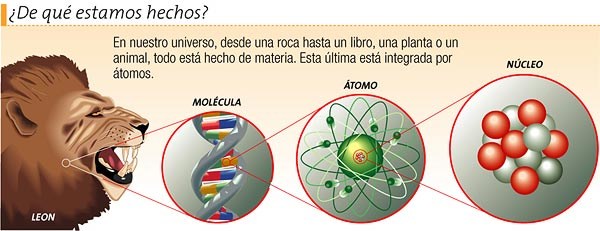 ¿De qué estamos hechos?
En nuestro universo, desde una roca hasta un libro, una planta o un
animal, todo está hecho de materia. Esta última está integrada por
átomos.
MOLÉCULA
ÁTOMO
NÚCLEO
LEON